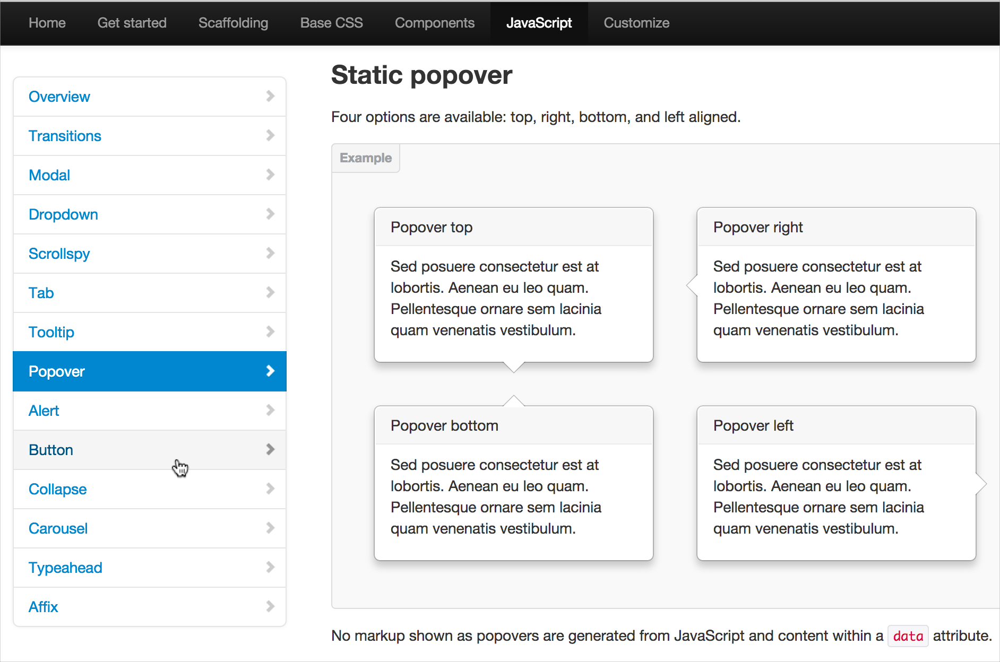 Home Get started Scaffolding Base CSS Components JavaScript Customize
Overview
Transitions
Modal
Dropdown
Scrollspy
Tab
Tooltip
Popover
Alert
Button
Collapse
Carousel
Typeahead
Affix
Static popover
Four options are available: top, right, bottom, and left aligned.
Example
Popover top
Sed posuere consectetur est at
lobortis. Aenean eu leo quam.
Pellentesque ornare sem lacinia
quam venenatis vestibulum.
Popover right
Sed posuere consectetur est at
lobortis. Aenean eu leo quam.
Pellentesque ornare sem lacinia
quam venenatis vestibulum.
Popover bottom
Sed posuere consectetur est at
lobortis. Aenean eu leo quam.
Pellentesque ornare sem lacinia
quam venenatis vestibulum.
Popover left
Sed posuere consectetur est at
lobortis. Aenean eu leo quam.
Pellentesque ornare sem lacinia
quam venenatis vestibulum.
No markup shown as popovers are generated from JavaScript and content within a data attribute.